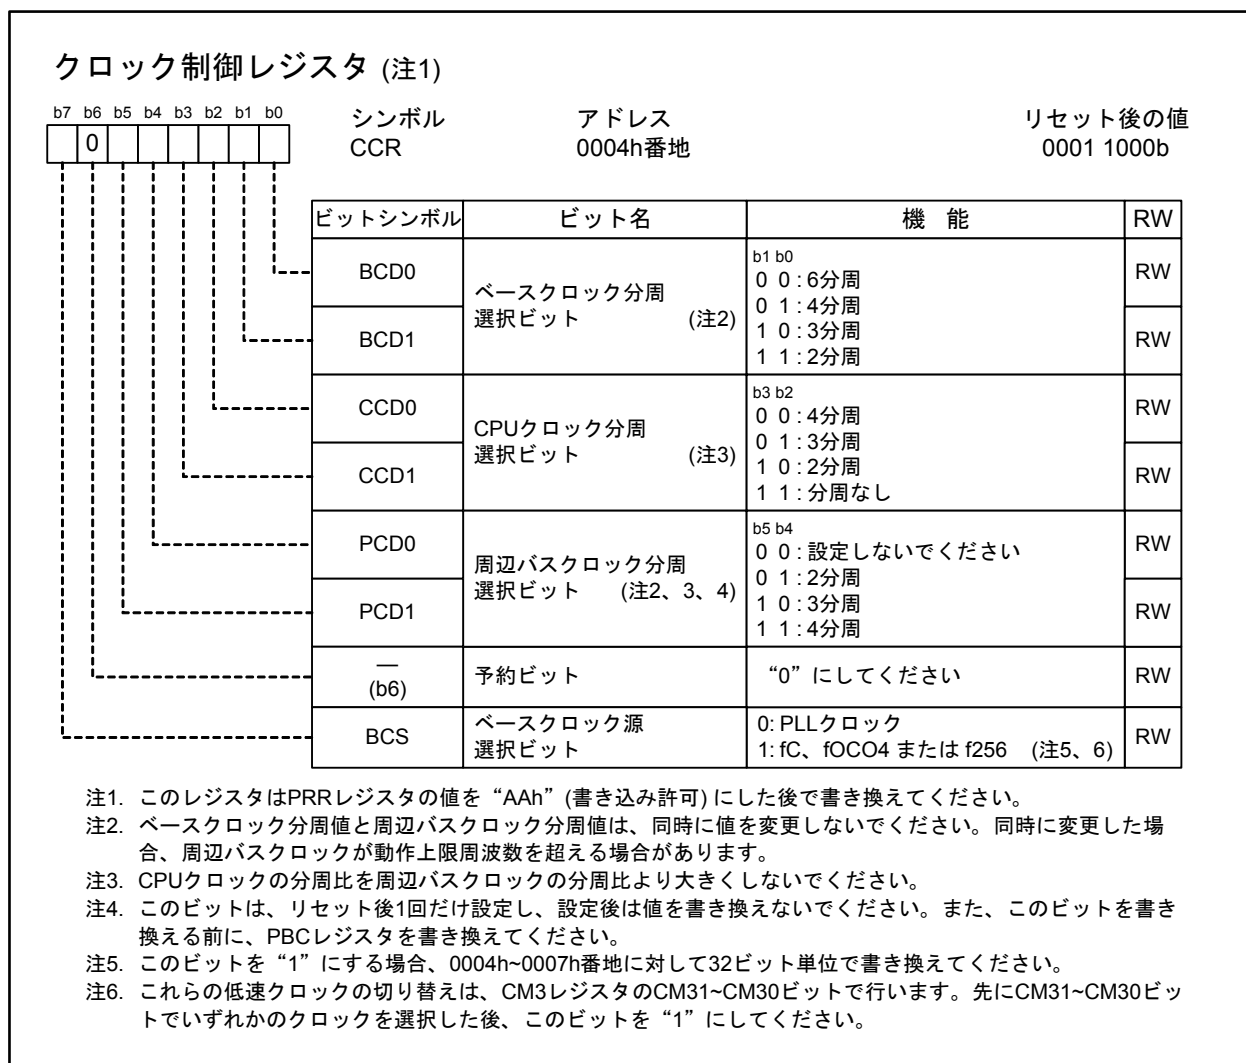 クロック制御レジスタ (注1)
b7 b6 b5 b4 b3 b2 b1 b0
0
シンボル アドレス リセット後の値
CCR 0004h番地 0001 1000b
ビットシンボル ビット名 機 能 RW
BCD0 RW
BCD1 RW
ベースクロック分周
選択ビット (注2)
b1 b0
0 0 : 6分周
0 1 : 4分周
1 0 : 3分周
1 1 : 2分周
CCD0 RW
CCD1 RW
CPUクロック分周
選択ビット (注3)
b3 b2
0 0 : 4分周
0 1 : 3分周
1 0 : 2分周
1 1 : 分周なし
PCD0 RW
PCD1 RW
周辺バスクロック分周
選択ビット (注2、3、4)
b5 b4
0 0 : 設定しないでください
0 1 : 2分周
1 0 : 3分周
1 1 : 4分周
—
(b6) 予約ビット “0”にしてください RW
BCS RW
ベースクロック源
選択ビット
0: PLLクロック
1: fC、fOCO4 または f256 (注5、6)
注1. このレジスタはPRRレジスタの値を“AAh”(書き込み許可) にした後で書き換えてください。
注2. ベースクロック分周値と周辺バスクロック分周値は、同時に値を変更しないでください。同時に変更した場
合、周辺バスクロックが動作上限周波数を超える場合があります。
注3. CPUクロックの分周比を周辺バスクロックの分周比より大きくしないでください。
注4. このビットは、リセット後1回だけ設定し、設定後は値を書き換えないでください。また、このビットを書き
換える前に、PBCレジスタを書き換えてください。
注5. このビットを“1”にする場合、0004h~0007h番地に対して32ビット単位で書き換えてください。
注6. これらの低速クロックの切り替えは、CM3レジスタのCM31~CM30ビットで行います。先にCM31~CM30ビッ
トでいずれかのクロックを選択した後、このビットを“1”にしてください。